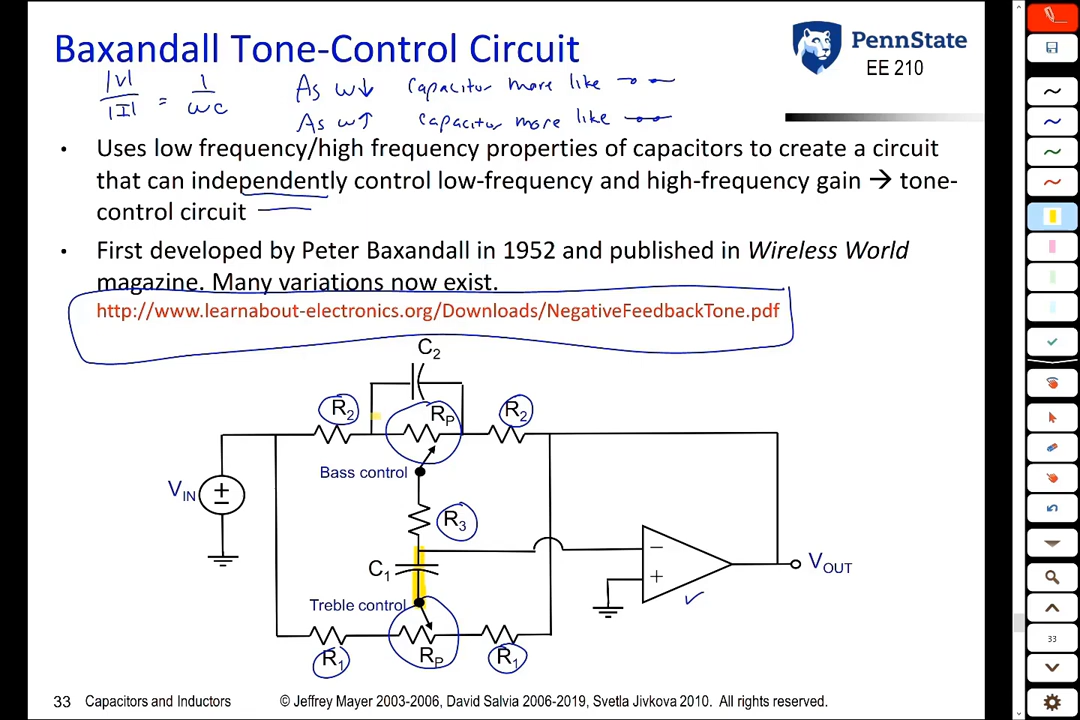 Baxandall Tone-Control Circuit
PennState
EE 210
|V| / |I| = 1 / ωC
As ω↓ Capacitor more like
As ω↑ Capacitor more like
• Uses low frequency/high frequency properties of capacitors to create a circuit
that can independently control low-frequency and high-frequency gain → tone-
control circuit
• First developed by Peter Baxandall in 1952 and published in Wireless World
magazine. Many variations now exist.
http://www.learnabout-electronics.org/Downloads/NegativeFeedbackTone.pdf
C2
R2 RP R2
Bass control
VIN
R3
C1
VOUT
Treble control
R1 RP R1
33 Capacitors and Inductors © Jeffrey Mayer 2003-2006, David Salvia 2006-2019, Svetla Jivkova 2010. All rights reserved.
33